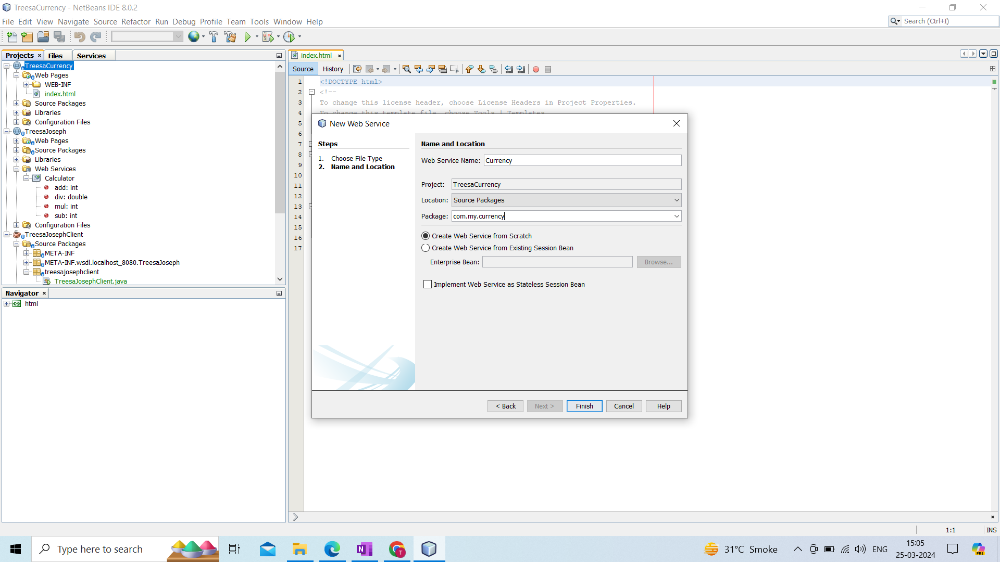 TreesaCurrency - NetBeans IDE 8.0.2
File Edit View Navigate Source Refactor Run Debug Profile Team Tools Window Help
Search (Ctrl+I)
Projects Files Services
TreesaCurrency
Web Pages
WEB-INF
index.html
Source Packages
Libraries
Configuration Files
TreesaJoseph
Web Pages
Source Packages
Libraries
Web Services
Calculator
add: int
div: double
mul: int
sub: int
Configuration Files
TreesaJosephClient
Source Packages
META-INF
META-INF.wsdl.localhost_8080.TreesaJoseph
treesajosephclient
TreesaJosephClient.java
Navigator
html
index.html
Source History
1 <!DOCTYPE html>
2 <!--
3 To change this license header, choose License Headers in Project Properties.
4 To change this template file, choose Tools | Templates
5
6
7
8
9
10
11
12
13
14
15
16
17
New Web Service
Steps
1. Choose File Type
2. Name and Location
Name and Location
Web Service Name: Currency
Project: TreesaCurrency
Location: Source Packages
Package: com.my.currency
Create Web Service from Scratch
Create Web Service from Existing Session Bean
Enterprise Bean: Browse...
Implement Web Service as Stateless Session Bean
< Back Next > Finish Cancel Help
1:1 INS
Type here to search
31°C Smoke
ENG
15:05
25-03-2024
PRE